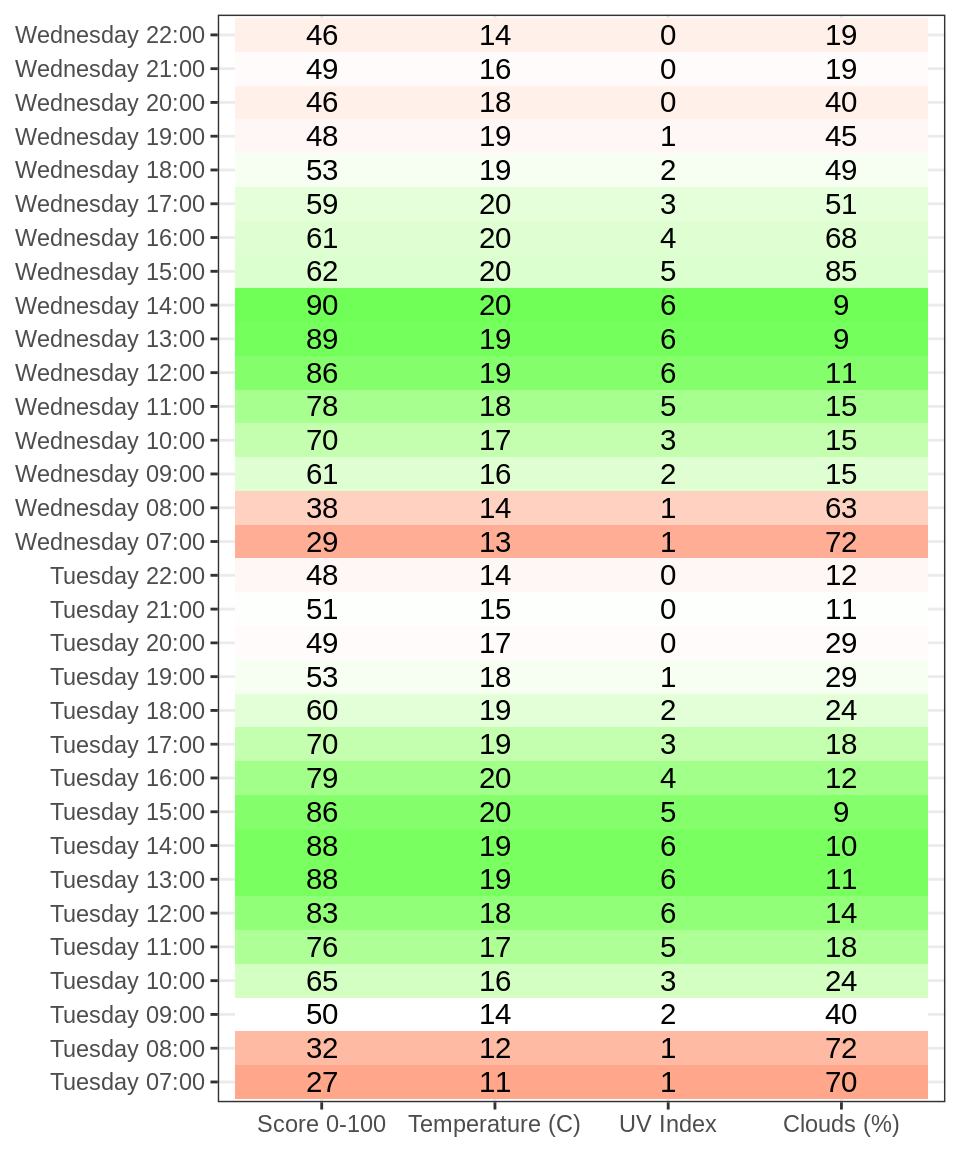 Wednesday 22:00 46 14 0 19
Wednesday 21:00 49 16 0 19
Wednesday 20:00 46 18 0 40
Wednesday 19:00 48 19 1 45
Wednesday 18:00 53 19 2 49
Wednesday 17:00 59 20 3 51
Wednesday 16:00 61 20 4 68
Wednesday 15:00 62 20 5 85
Wednesday 14:00 90 20 6 9
Wednesday 13:00 89 19 6 9
Wednesday 12:00 86 19 6 11
Wednesday 11:00 78 18 5 15
Wednesday 10:00 70 17 3 15
Wednesday 09:00 61 16 2 15
Wednesday 08:00 38 14 1 63
Wednesday 07:00 29 13 1 72
Tuesday 22:00 48 14 0 12
Tuesday 21:00 51 15 0 11
Tuesday 20:00 49 17 0 29
Tuesday 19:00 53 18 1 29
Tuesday 18:00 60 19 2 24
Tuesday 17:00 70 19 3 18
Tuesday 16:00 79 20 4 12
Tuesday 15:00 86 20 5 9
Tuesday 14:00 88 19 6 10
Tuesday 13:00 88 19 6 11
Tuesday 12:00 83 18 6 14
Tuesday 11:00 76 17 5 18
Tuesday 10:00 65 16 3 24
Tuesday 09:00 50 14 2 40
Tuesday 08:00 32 12 1 72
Tuesday 07:00 27 11 1 70
Score 0-100 Temperature (C) UV Index Clouds (%)